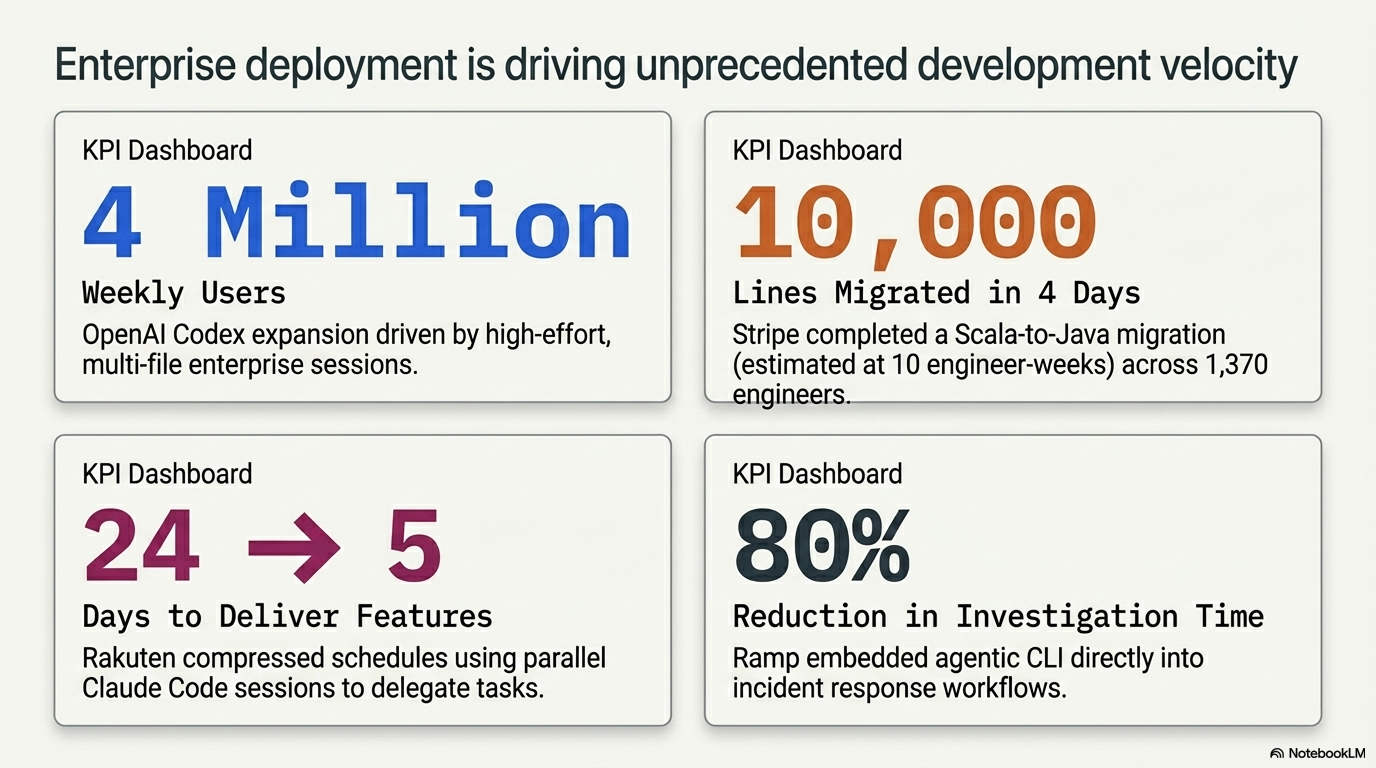 Enterprise deployment is driving unprecedented development velocity
KPI Dashboard
4 Million
Weekly Users
OpenAI Codex expansion driven by high-effort,
multi-file enterprise sessions.
KPI Dashboard
10,000
Lines Migrated in 4 Days
Stripe completed a Scala-to-Java migration
(estimated at 10 engineer-weeks) across 1,370
engineers.
KPI Dashboard
24 → 5
Days to Deliver Features
Rakuten compressed schedules using parallel
Claude Code sessions to delegate tasks.
KPI Dashboard
80%
Reduction in Investigation Time
Ramp embedded agentic CLI directly into
incident response workflows.
NotebookLM